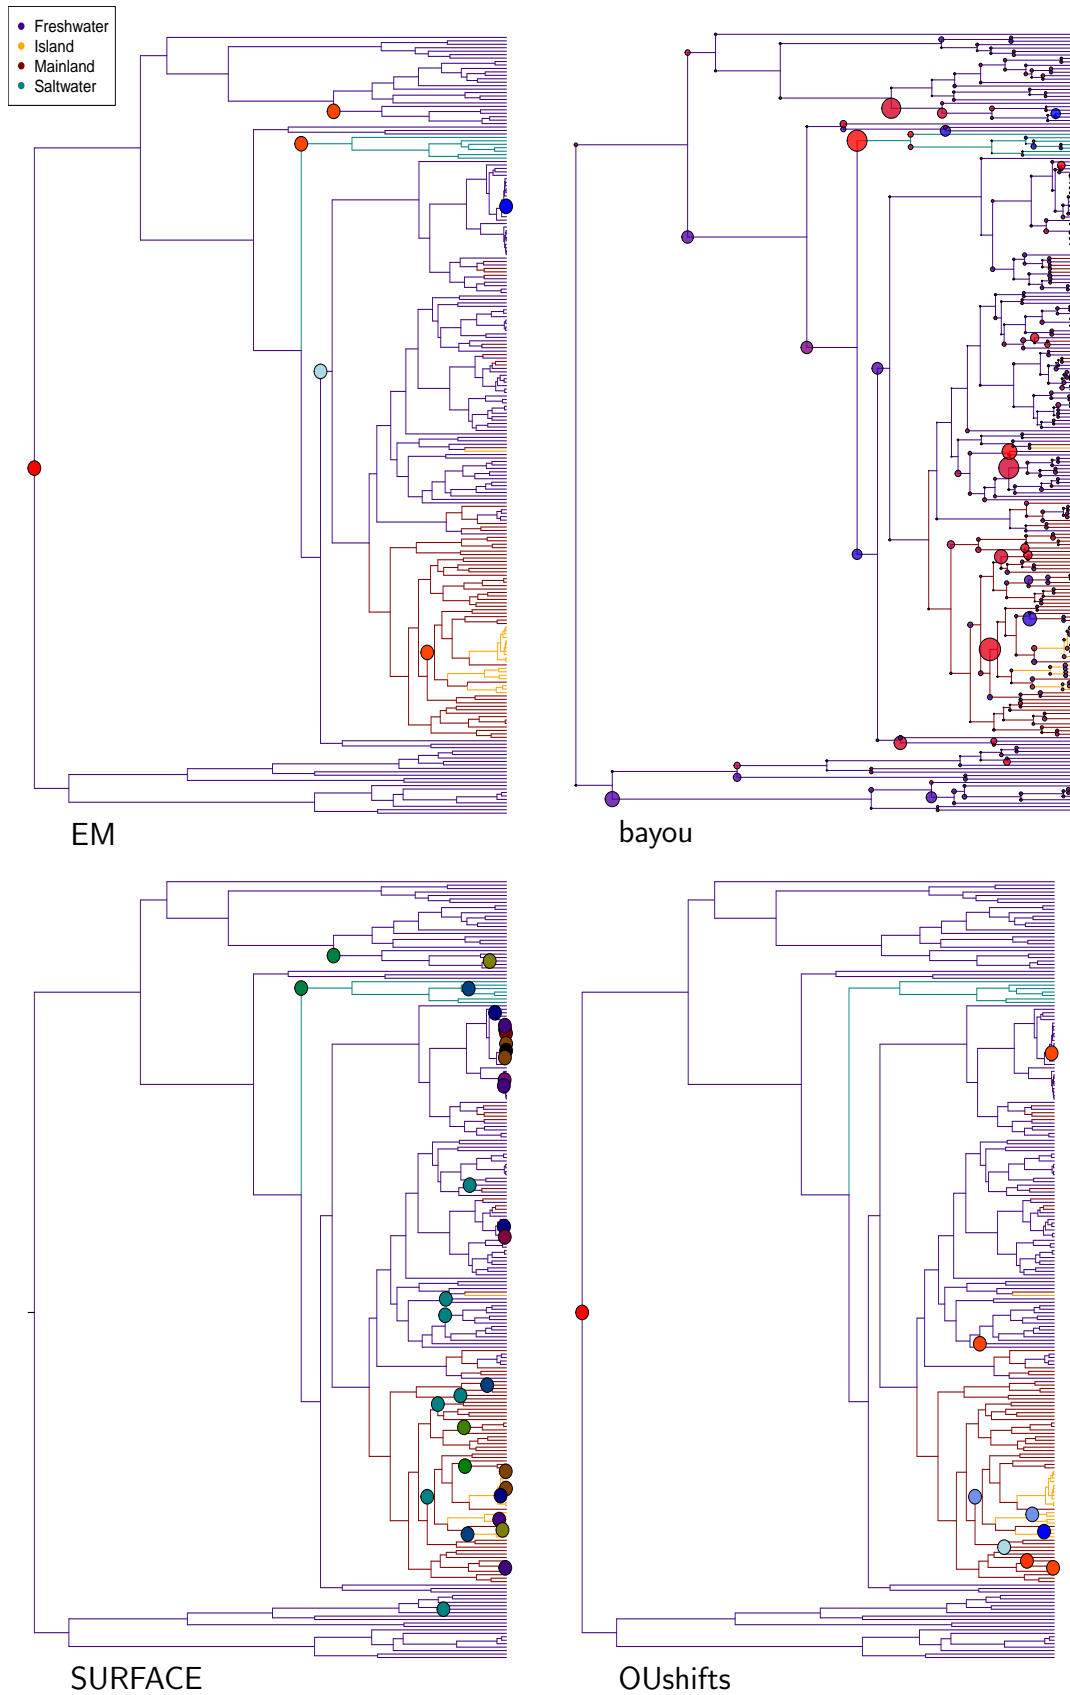 Freshwater
Island
Mainland
Saltwater
EM
bayou
SURFACE
OUshifts